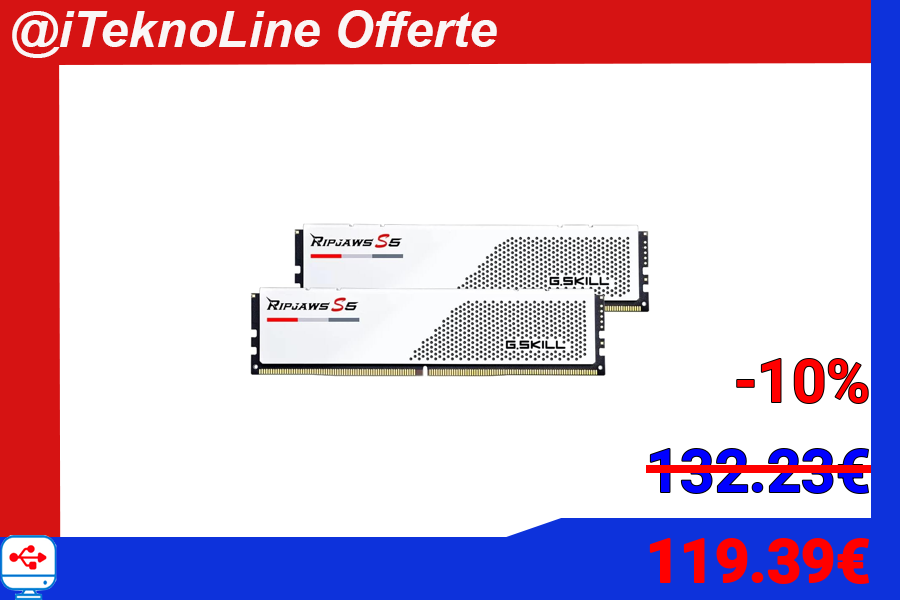 @iTeknoLine Offerte
RIPJAWS S5
G.SKILL
RIPJAWS S5
G.SKILL
-10%
132.23€
119.39€